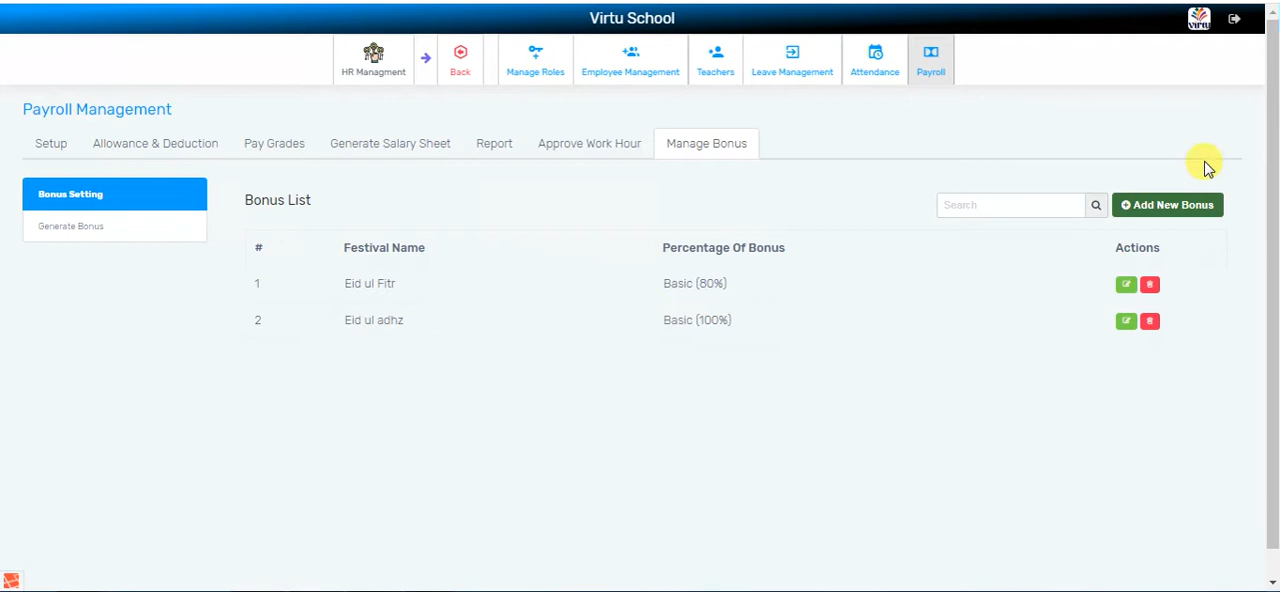 Virtu School
virtu
HR Managment
Back
Manage Roles
Employee Management
Teachers
Leave Management
Attendance
Payroll
Payroll Management
Setup
Allowance & Deduction
Pay Grades
Generate Salary Sheet
Report
Approve Work Hour
Manage Bonus
Bonus Setting
Generate Bonus
Bonus List
Search
Add New Bonus
# Festival Name Percentage Of Bonus Actions
1 Eid ul Fitr Basic (80%)
2 Eid ul adhz Basic (100%)